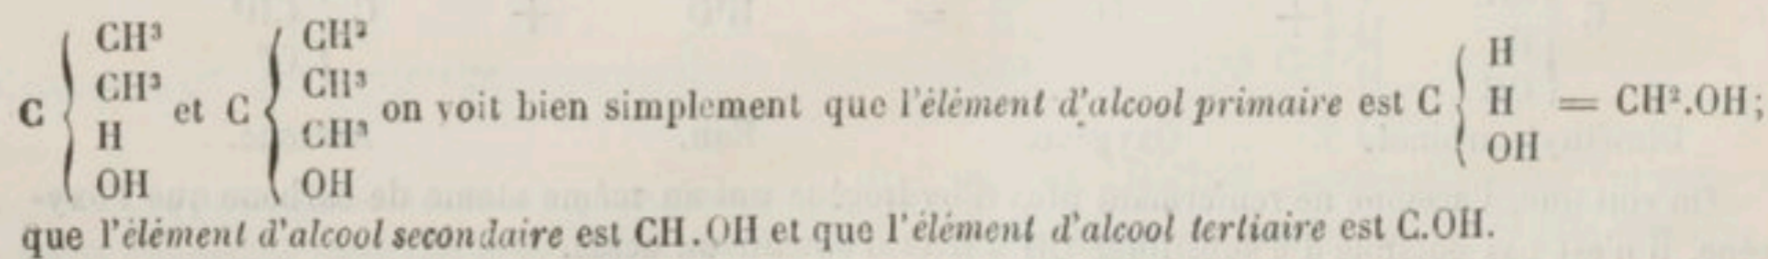 C { CH³ CH³ H OH et C { CH³ CH³ CH³ OH on voit bien simplement que l'élément d'alcool primaire est C { H H OH = CH².OH;
que l'élément d'alcool secondaire est CH.OH et que l'élément d'alcool tertiaire est C.OH.